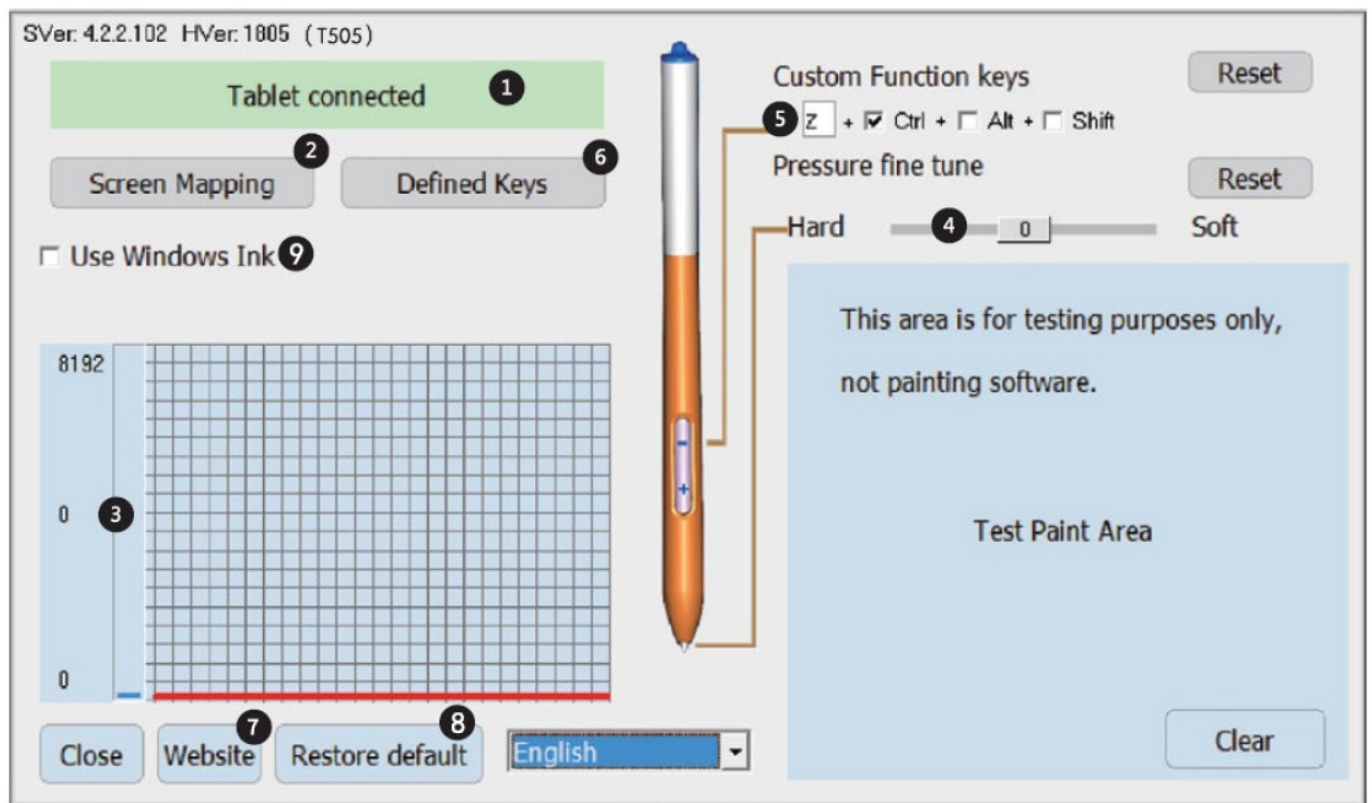 SVer: 4.2.2.102 HVer: 1805 (T505)
Tablet connected 1
2
6
Screen Mapping Defined Keys
Use Windows Ink 9
8192
0 3
0
7
8
Close Website Restore default English
Custom Function keys Reset
5 Z + Ctrl + Alt + Shift
Pressure fine tune Reset
Hard 4 0 Soft
- 
+
This area is for testing purposes only,
not painting software.
Test Paint Area
Clear